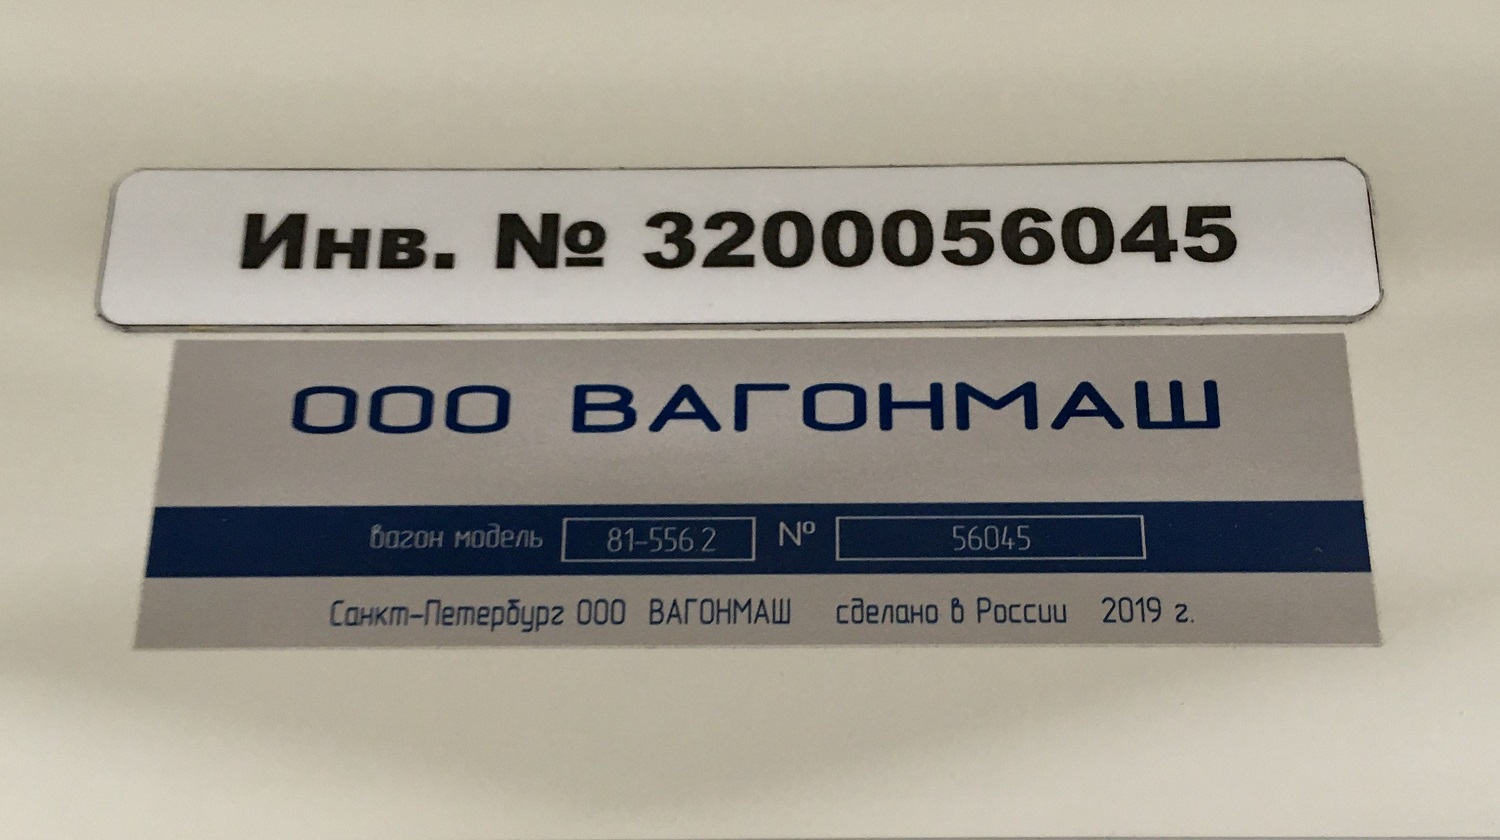 Инв. № 3200056045
ООО ВАГОНМАШ
вагон модель 81-556 2 № 56045
Санкт-Петербург ООО ВАГОНМАШ сделано в России 2019 г.